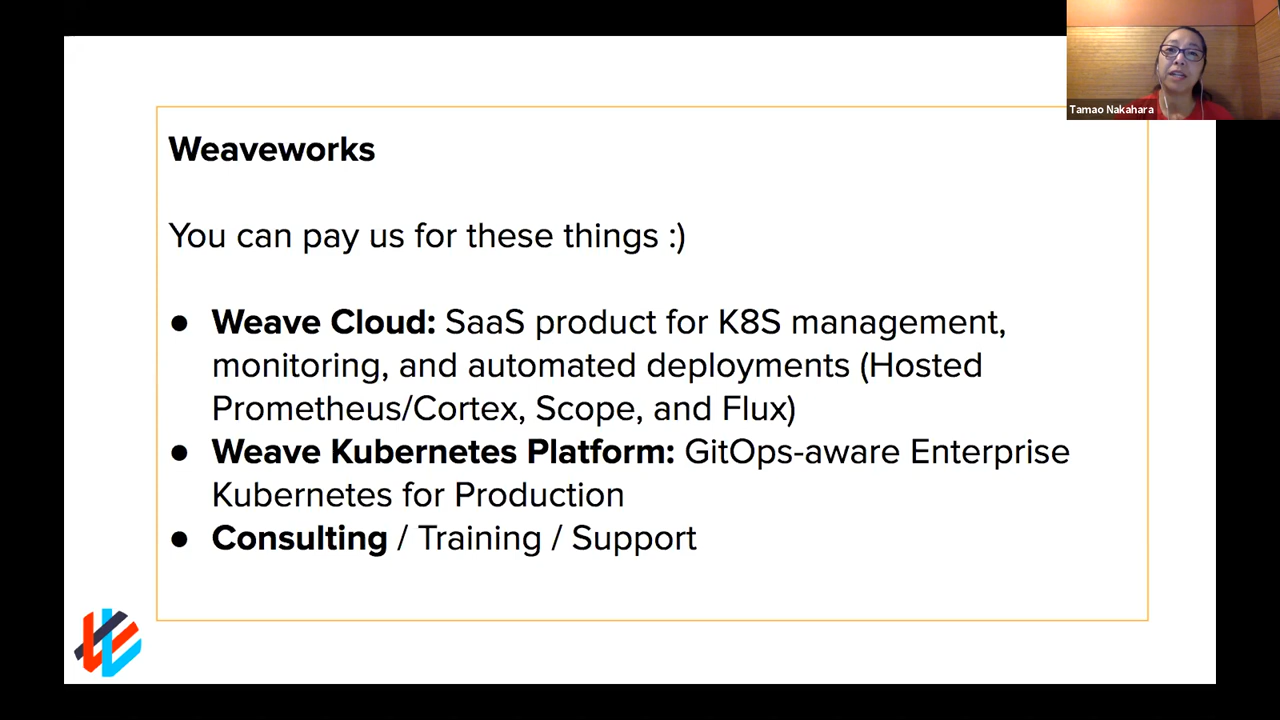 Weaveworks
You can pay us for these things :)
● Weave Cloud: SaaS product for K8S management,
monitoring, and automated deployments (Hosted
Prometheus/Cortex, Scope, and Flux)
● Weave Kubernetes Platform: GitOps-aware Enterprise
Kubernetes for Production
● Consulting / Training / Support
Tamao Nakahara